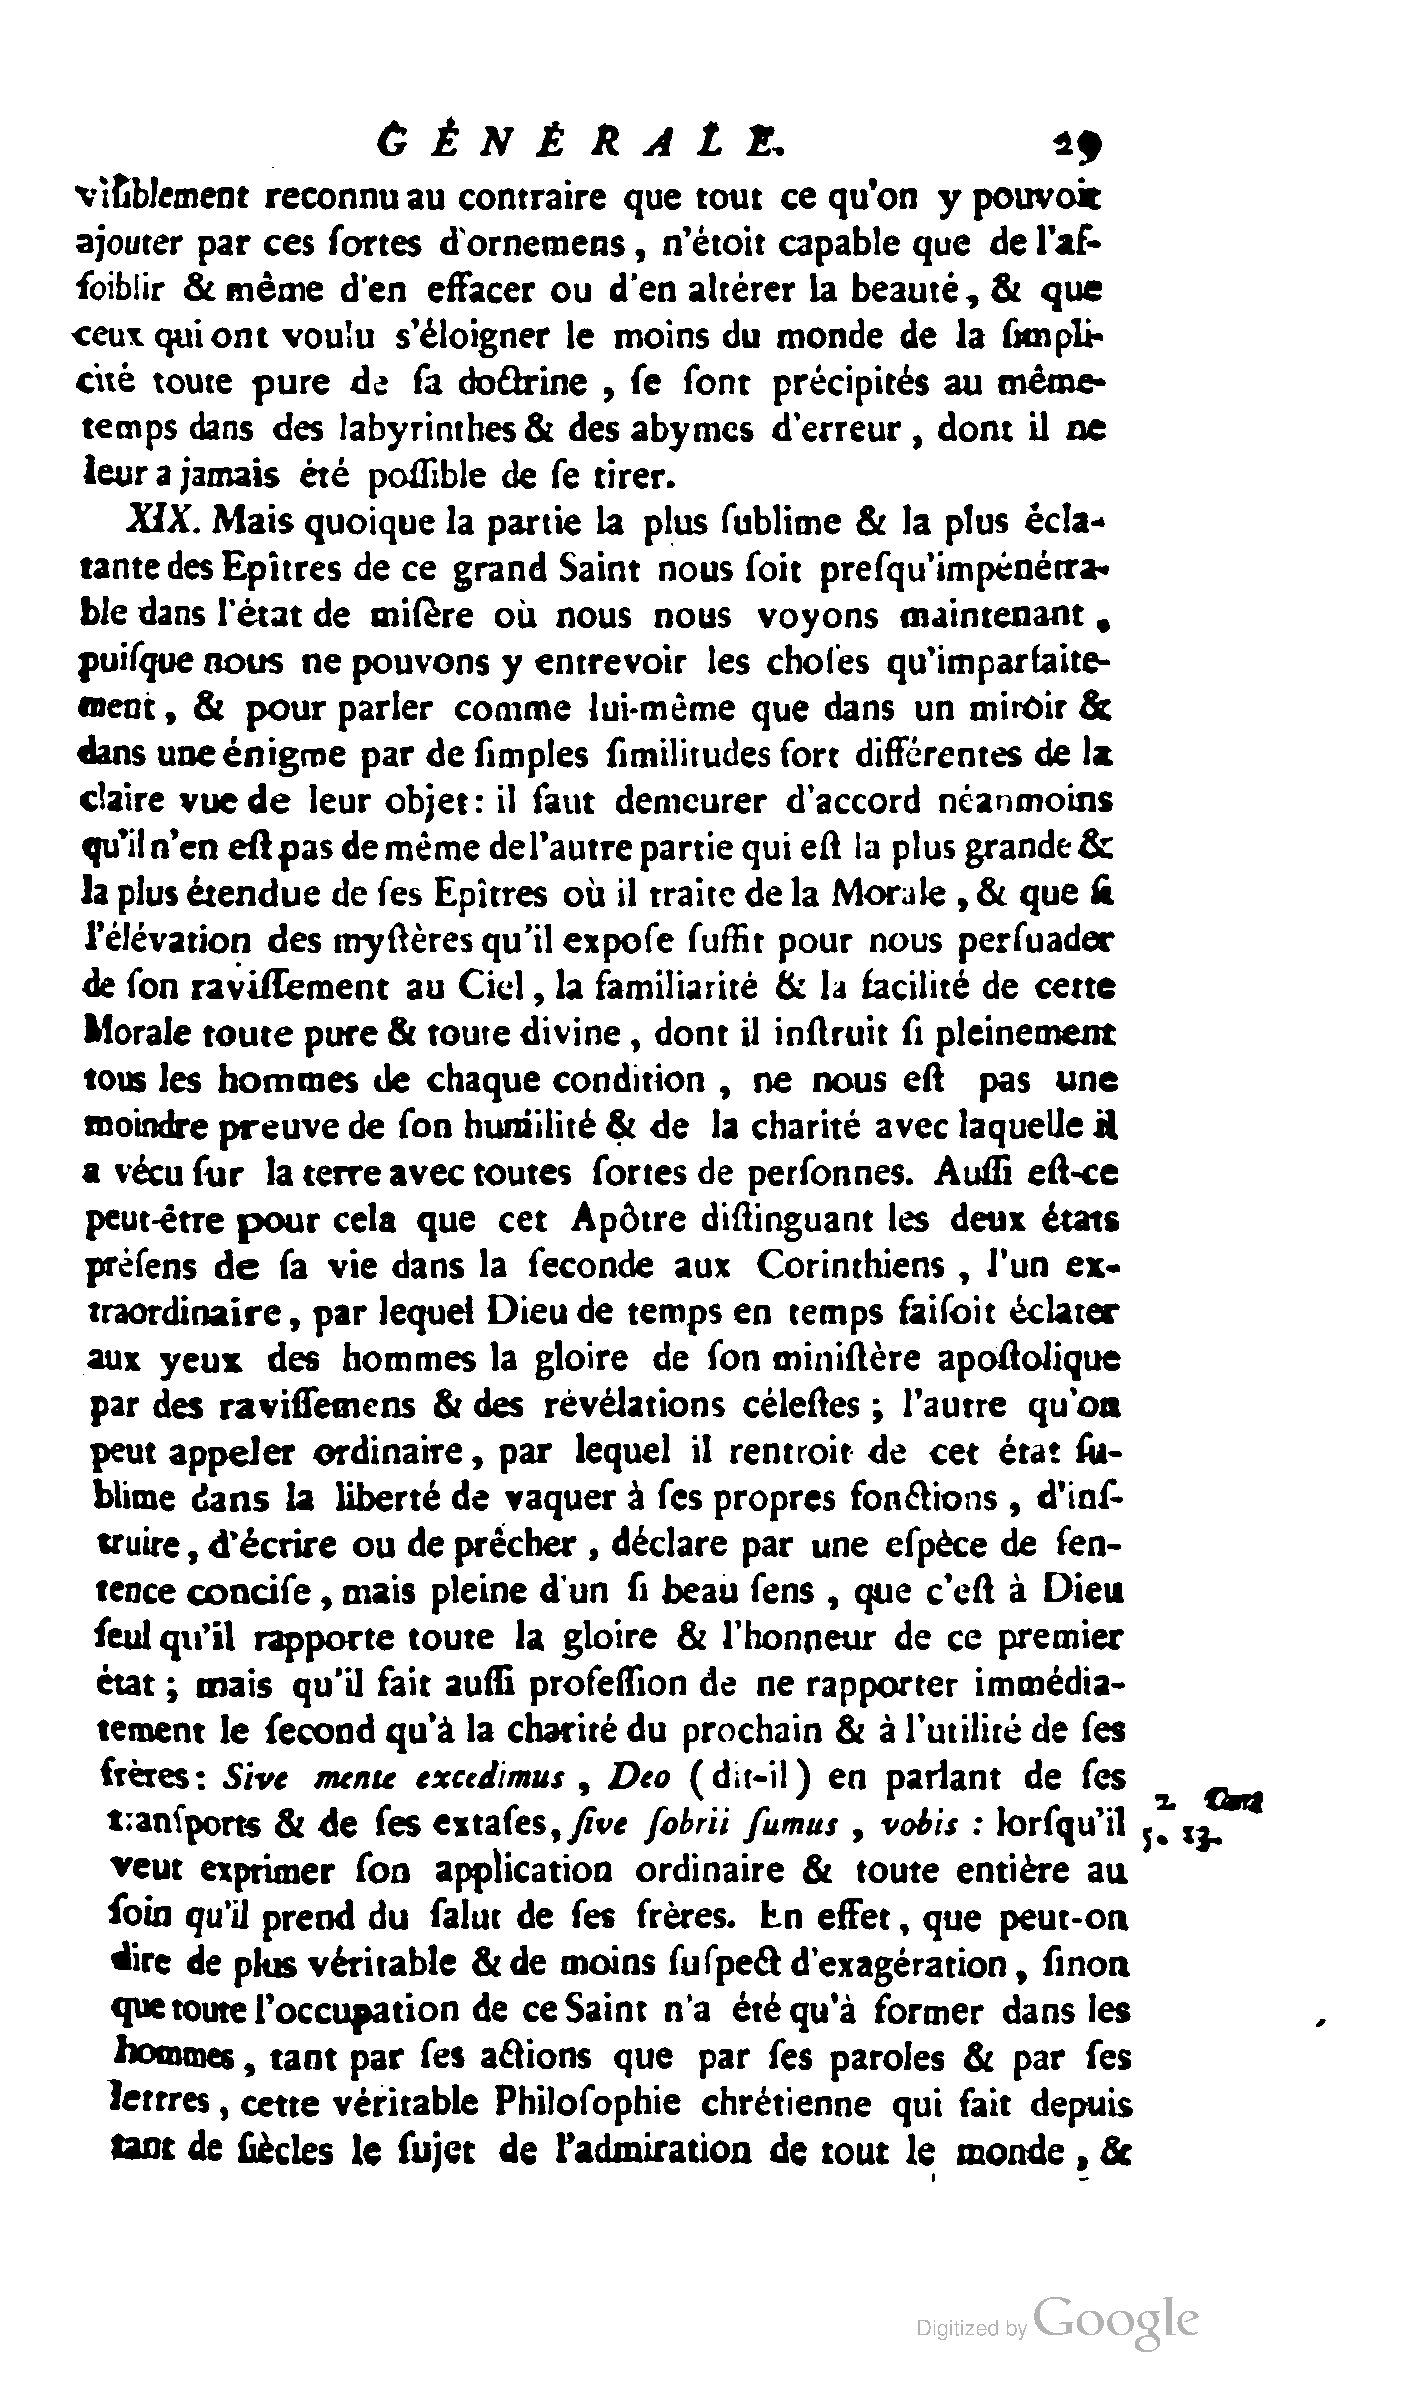 GÉNÉRALE. 29
viſiblement reconnu au contraire que tout ce qu'on y pouvoit
ajouter par ces ſortes d'ornemens, n'étoit capable que de l'af-
foiblir & même d'en effacer ou d'en altérer la beauté, & que
ceux qui ont voulu s'éloigner le moins du monde de la ſimpli-
cité toute pure de ſa doctrine, ſe ſont précipités au même-
temps dans des labyrinthes & des abymes d'erreur, dont il ne
leur a jamais été poſſible de ſe tirer.
XIX. Mais quoique la partie la plus ſublime & la plus écla-
tante des Epîtres de ce grand Saint nous ſoit preſqu'impénétra-
ble dans l'état de miſère où nous nous voyons maintenant,
puiſque nous ne pouvons y entrevoir les choſes qu'imparfaite-
ment, & pour parler comme lui-même que dans un miroir &
dans une énigme par de ſimples ſimilitudes fort différentes de la
claire vue de leur objet: il faut demeurer d'accord néanmoins
qu'il n'en eſt pas de même de l'autre partie qui eſt la plus grande &
la plus étendue de ſes Epîtres où il traite de la Morale, & que ſi
l'élévation des myſtères qu'il expoſe ſuffit pour nous perſuader
de ſon raviſſement au Ciel, la familiarité & la facilité de cette
Morale toute pure & toute divine, dont il inſtruit ſi pleinement
tous les hommes de chaque condition, ne nous eſt pas une
moindre preuve de ſon humilité & de la charité avec laquelle il
a vécu ſur la terre avec toutes ſortes de perſonnes. Auſſi eſt-ce
peut-être pour cela que cet Apôtre diſtinguant les deux états
préſens de ſa vie dans la ſeconde aux Corinthiens, l'un ex-
traordinaire, par lequel Dieu de temps en temps faiſoit éclater
aux yeux des hommes la gloire de ſon miniſtère apoſtolique
par des raviſſemens & des révélations céleſtes; l'autre qu'on
peut appeler ordinaire, par lequel il rentroit de cet état ſu-
blime dans la liberté de vaquer à ſes propres fonctions, d'inſ-
truire, d'écrire ou de prêcher, déclare par une eſpèce de ſen-
tence conciſe, mais pleine d'un ſi beau ſens, que c'eſt à Dieu
ſeul qu'il rapporte toute la gloire & l'honneur de ce premier
état; mais qu'il fait auſſi profeſſion de ne rapporter immédia-
tement le ſecond qu'à la charité du prochain & à l'utilité de ſes
frères: Sive mente excedimus, Deo (dit-il) en parlant de ſes
tranſports & de ſes extaſes, ſive ſobrii ſumus, vobis: lorſqu'il
veut exprimer ſon application ordinaire & toute entière au
ſoin qu'il prend du ſalut de ſes frères. En effet, que peut-on
dire de plus véritable & de moins ſuſpect d'exagération, ſinon
que toute l'occupation de ce Saint n'a été qu'à former dans les
hommes, tant par ſes actions que par ſes paroles & par ſes
lettres, cette véritable Philoſophie chrétienne qui fait depuis
tant de ſiècles le ſujet de l'admiration de tout le monde, &
2. Cor.
5. 13.
Digitized by Google